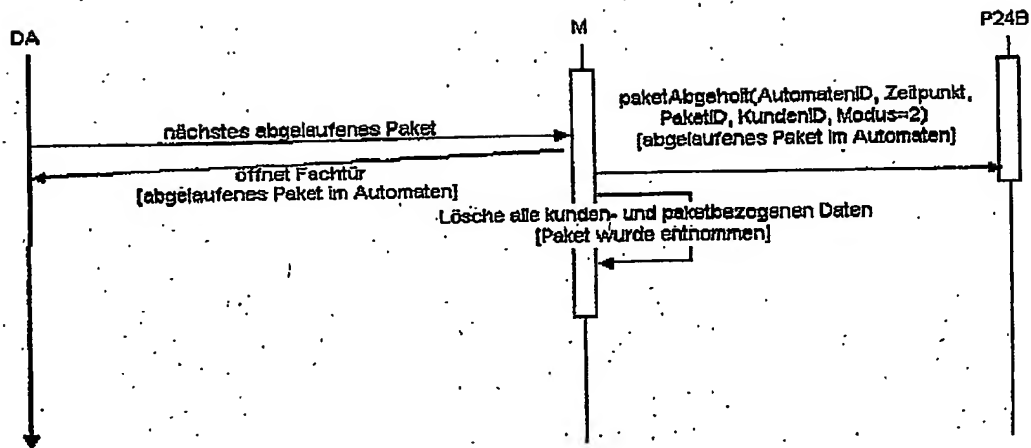 DA
M
P24B
paketAbgeholt(AutomatenID, Zeitpunkt,
PaketID, KundenID, Modus=2)
[abgelaufenes Paket im Automaten]
nächstes abgelaufenes Paket
öffnet Fachtür
[abgelaufenes Paket im Automaten]
Lösche alle kunden- und paketbezogenen Daten
[Paket wurde entnommen]